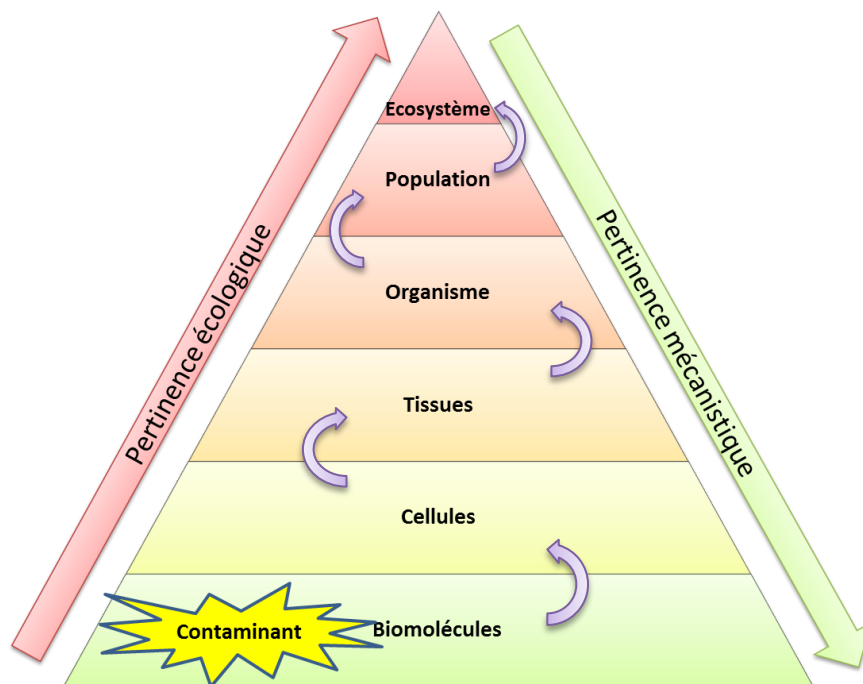 Ecosystème
Population
Organisme
Tissues
Cellules
Contaminant
Biomolécules
Pertinence écologique
Pertinence mécanistique